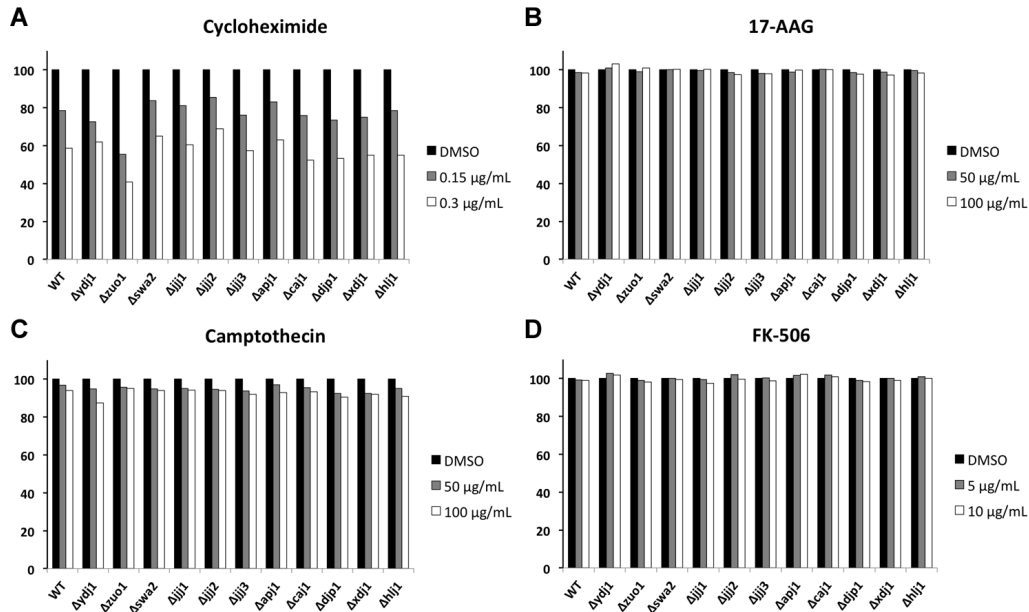 A
Cycloheximide
120
100
80
60
40
20
0
WT
Δydj1
Δzuo1
Δswa2
Δjjj1
Δjjj2
Δjjj3
Δapj1
Δcaj1
Δdjp1
Δxdj1
Δhlj1
DMSO
0.15 µg/mL
0.3 µg/mL
B
17-AAG
120
100
80
60
40
20
0
WT
Δydj1
Δzuo1
Δswa2
Δjjj1
Δjjj2
Δjjj3
Δapj1
Δcaj1
Δdjp1
Δxdj1
Δhlj1
DMSO
50 µg/mL
100 µg/mL
C
Camptothecin
120
100
80
60
40
20
0
WT
Δydj1
Δzuo1
Δswa2
Δjjj1
Δjjj2
Δjjj3
Δapj1
Δcaj1
Δdjp1
Δxdj1
Δhlj1
DMSO
50 µg/mL
100 µg/mL
D
FK-506
120
100
80
60
40
20
0
WT
Δydj1
Δzuo1
Δswa2
Δjjj1
Δjjj2
Δjjj3
Δapj1
Δcaj1
Δdjp1
Δxdj1
Δhlj1
DMSO
5 µg/mL
10 µg/mL